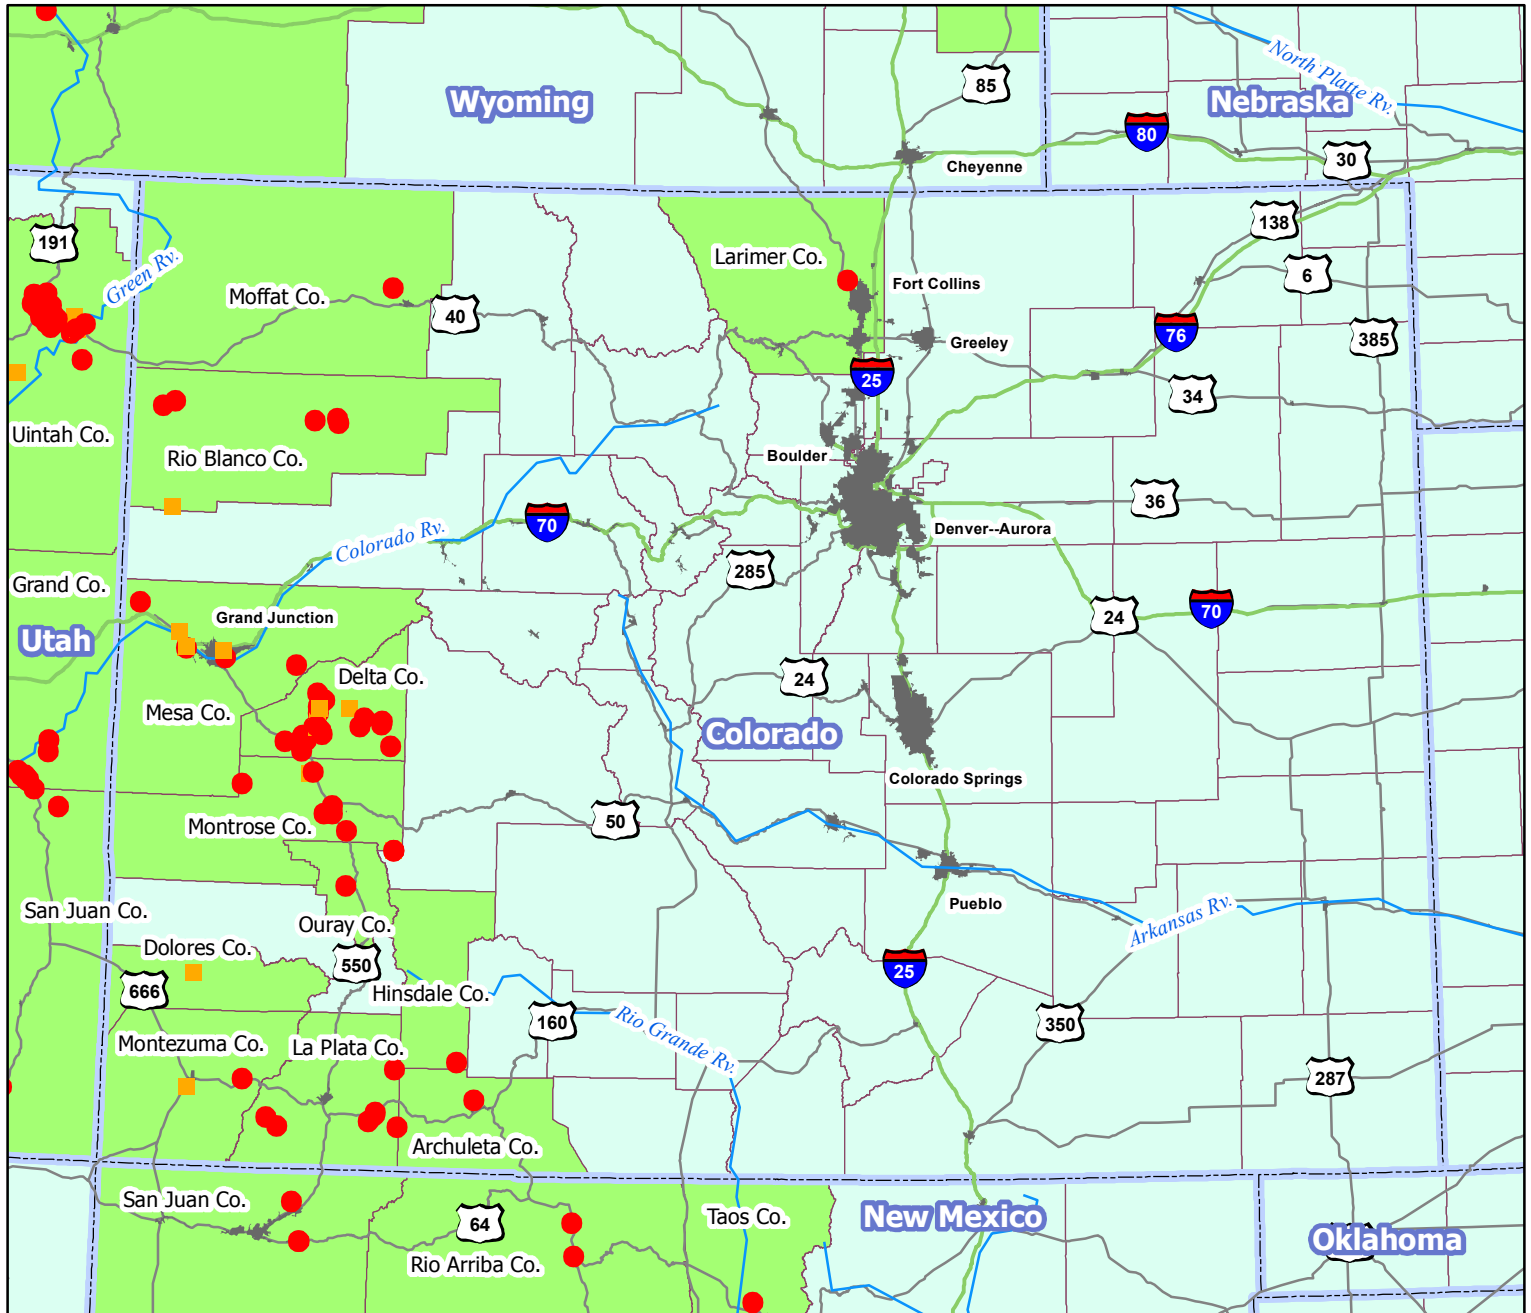 Wyoming
85
North Platte Rv.
Nebraska
80
30
Cheyenne
191
Green Rv.
138
Larimer Co.
6
Moffat Co.
Fort Collins
40
76
385
Greeley
25
34
Uintah Co.
Rio Blanco Co.
Boulder
36
70
Colorado Rv.
Denver--Aurora
285
Grand Co.
24
70
Grand Junction
Utah
Delta Co.
24
Mesa Co.
Colorado
Colorado Springs
Montrose Co.
50
Pueblo
San Juan Co.
Ouray Co.
Arkansas Rv.
Dolores Co.
550
25
666
Hinsdale Co.
160
Rio Grande Rv.
350
Montezuma Co.
La Plata Co.
287
Archuleta Co.
San Juan Co.
64
Taos Co.
New Mexico
Oklahoma
Rio Arriba Co.